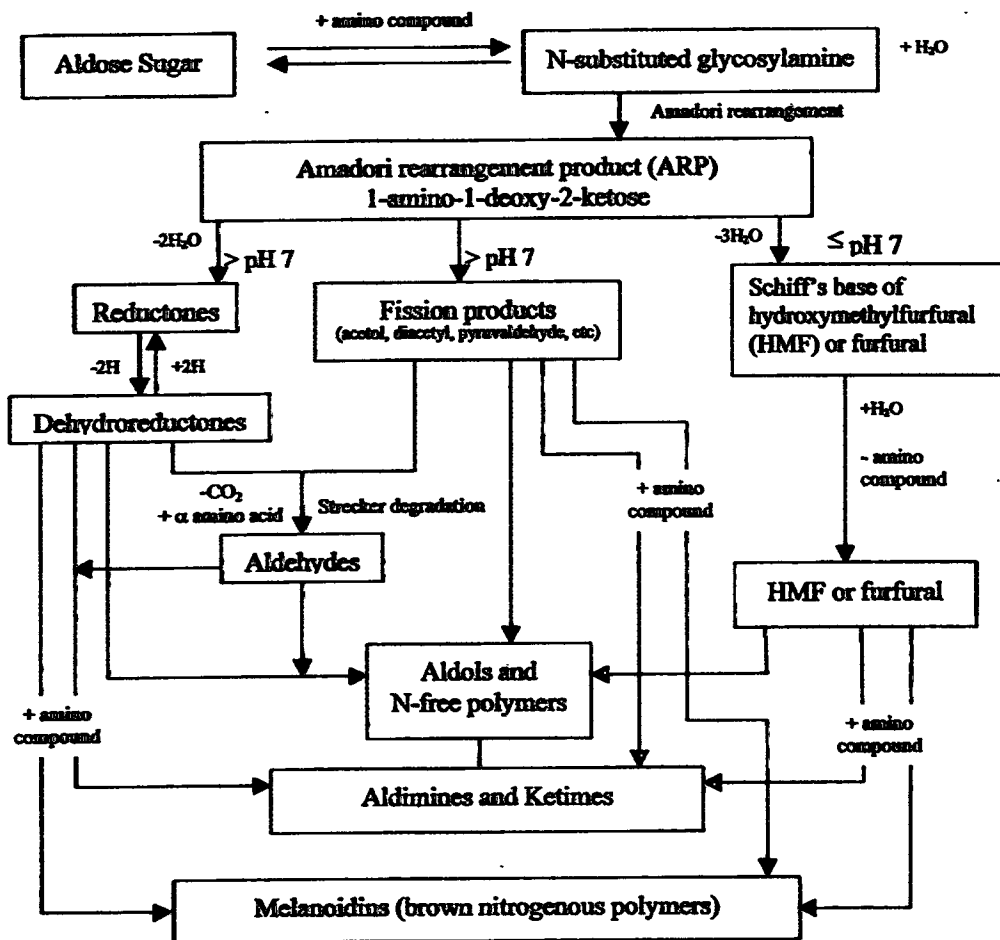 + amino compound
Aldose Sugar
N-substituted glycosylamine
+ H₂O
Amadori rearrangement
Amadori rearrangement product (ARP)
1-amino-1-deoxy-2-ketose
-2H₂O
> pH 7
> pH 7
-3H₂O
≤ pH 7
Reductones
Fission products
(acetol, diacetyl, pyruvaldehyde, etc)
Schiff's base of
hydroxymethylfurfural
(HMF) or furfural
-2H
+2H
Dehydroreductones
+H₂O
- amino
compound
-CO₂
+ α amino acid
Strecker degradation
+ amino
compound
Aldehydes
HMF or furfural
Aldols and
N-free polymers
+ amino
compound
+ amino
compound
Aldimines and Ketimes
Melanoidins (brown nitrogenous polymers)